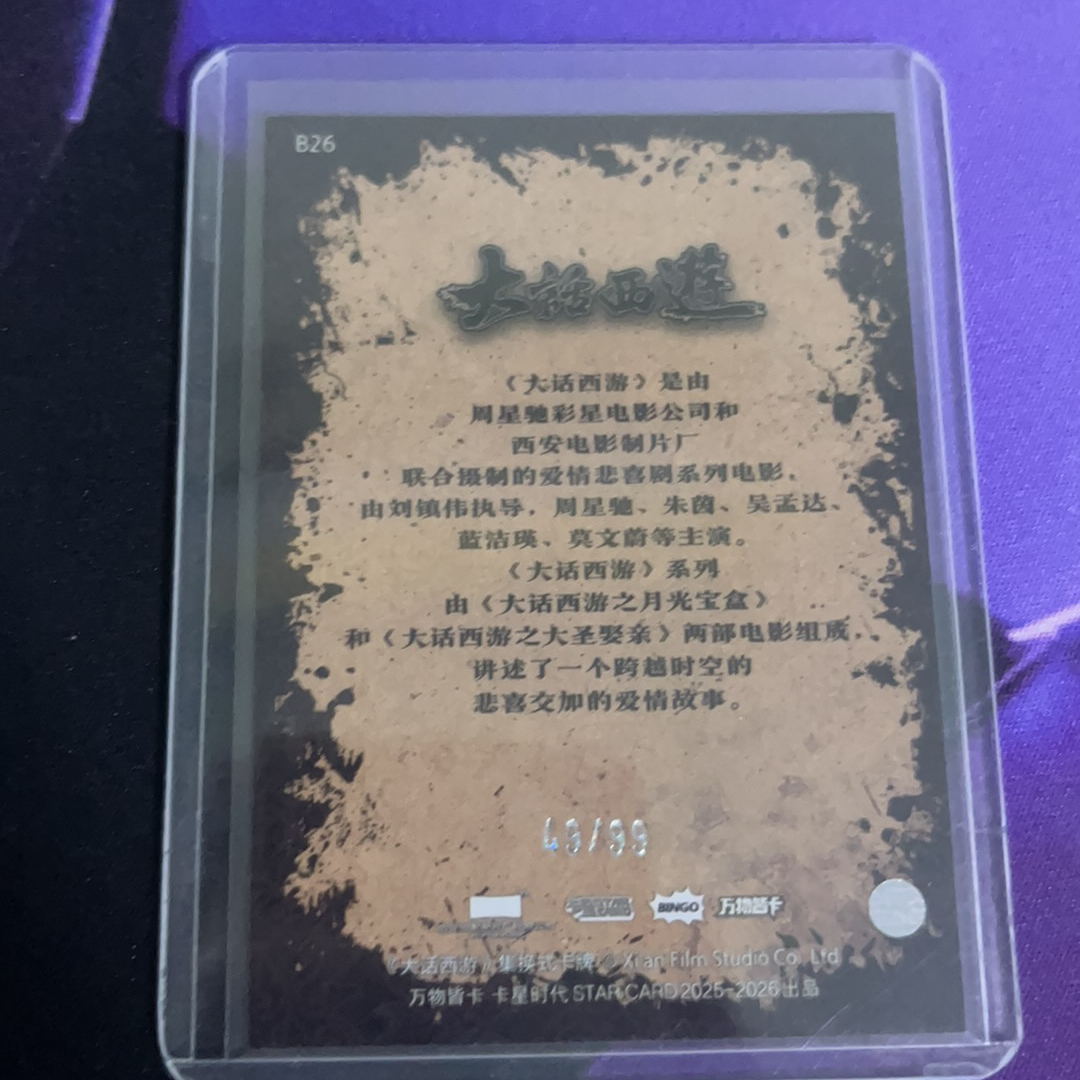 B26
大话西遊
《大话西游》是由
周星驰彩星电影公司和
西安电影制片厂
联合摄制的爱情悲喜剧系列电影，
由刘镇伟执导，周星驰、朱茵、吴孟达、
蓝洁瑛、莫文蔚等主演。
《大话西游》系列
由《大话西游之月光宝盒》
和《大话西游之大圣娶亲》两部电影组成，
讲述了一个跨越时空的
悲喜交加的爱情故事。
49/99
BINGO 万物皆卡
《大话西游》集换式卡牌 © Xi'an Film Studio Co. Ltd
万物皆卡 卡星时代 STAR CARD 2025-2026 出品